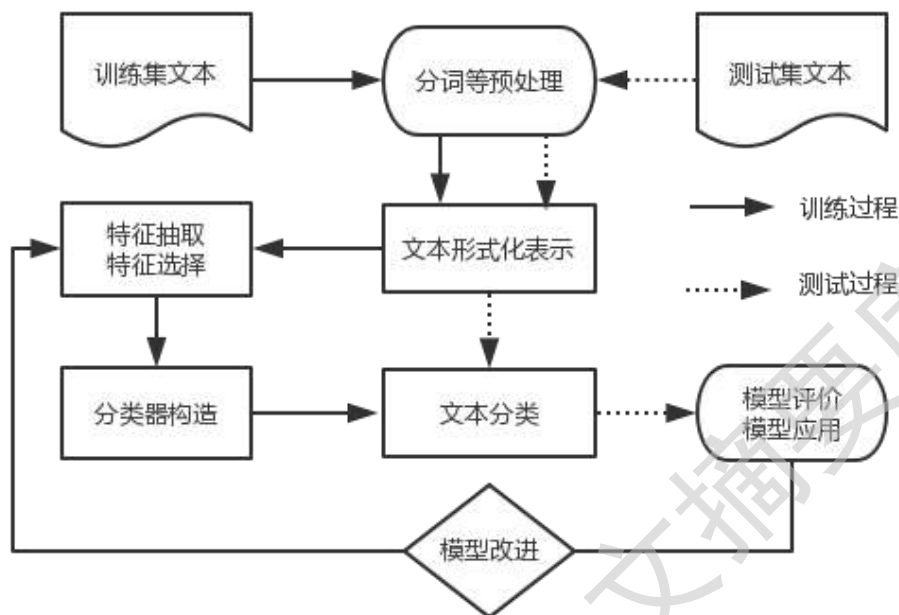 训练集文本
分词等预处理
测试集文本
特征抽取
特征选择
文本形式化表示
训练过程
测试过程
分类器构造
文本分类
模型评价
模型应用
模型改进
文摘要